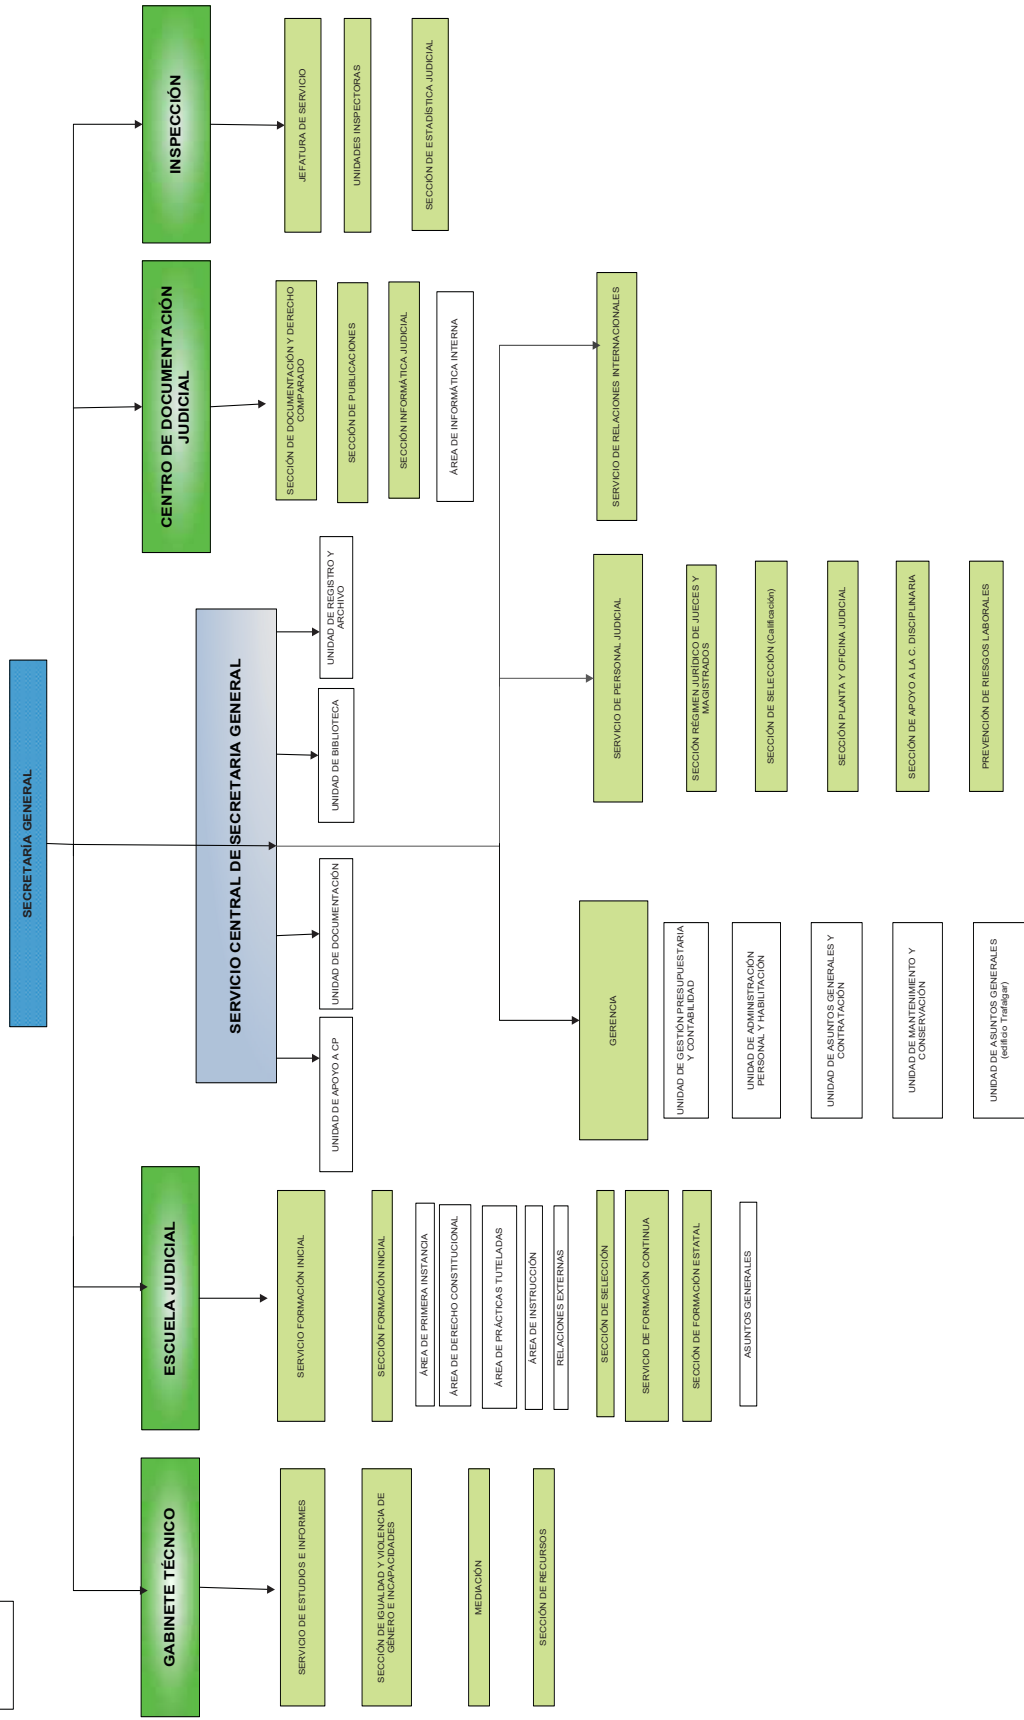 SECRETARÍA GENERAL
GABINETE TÉCNICO
ESCUELA JUDICIAL
SERVICIO CENTRAL DE SECRETARIA GENERAL
CENTRO DE DOCUMENTACIÓN
JUDICIAL
INSPECCIÓN
SERVICIO DE ESTUDIOS E INFORMES
SECCIÓN DE IGUALDAD Y VIOLENCIA DE
GÉNERO E INCAPACIDADES
MEDIACIÓN
SECCIÓN DE RECURSOS
SERVICIO FORMACIÓN INICIAL
SECCIÓN FORMACIÓN INICIAL
ÁREA DE PRIMERA INSTANCIA
ÁREA DE DERECHO CONSTITUCIONAL
ÁREA DE PRÁCTICAS TUTELADAS
ÁREA DE INSTRUCCIÓN
RELACIONES EXTERNAS
SECCIÓN DE SELECCIÓN
SERVICIO DE FORMACIÓN CONTINUA
SECCIÓN DE FORMACIÓN ESTATAL
ASUNTOS GENERALES
UNIDAD DE APOYO A CP
UNIDAD DE DOCUMENTACIÓN
UNIDAD DE BIBLIOTECA
UNIDAD DE REGISTRO Y
ARCHIVO
SECCIÓN DE DOCUMENTACIÓN Y DERECHO
COMPARADO
SECCIÓN DE PUBLICACIONES
SECCIÓN INFORMÁTICA JUDICIAL
ÁREA DE INFORMÁTICA INTERNA
JEFATURA DE SERVICIO
UNIDADES INSPECTORAS
SECCIÓN DE ESTADÍSTICA JUDICIAL
GERENCIA
UNIDAD DE GESTIÓN PRESUPUESTARIA
Y CONTABILIDAD
UNIDAD DE ADMINISTRACIÓN
PERSONAL Y HABILITACIÓN
UNIDAD DE ASUNTOS GENERALES Y
CONTRATACIÓN
UNIDAD DE MANTENIMIENTO Y
CONSERVACIÓN
UNIDAD DE ASUNTOS GENERALES
(edificio Trafalgar)
SERVICIO DE PERSONAL JUDICIAL
SECCIÓN RÉGIMEN JURÍDICO DE JUECES Y
MAGISTRADOS
SECCIÓN DE SELECCIÓN (Calificación)
SECCIÓN PLANTA Y OFICINA JUDICIAL
SECCIÓN DE APOYO A LA C. DISCIPLINARIA
PREVENCIÓN DE RIESGOS LABORALES
SERVICIO DE RELACIONES INTERNACIONALES